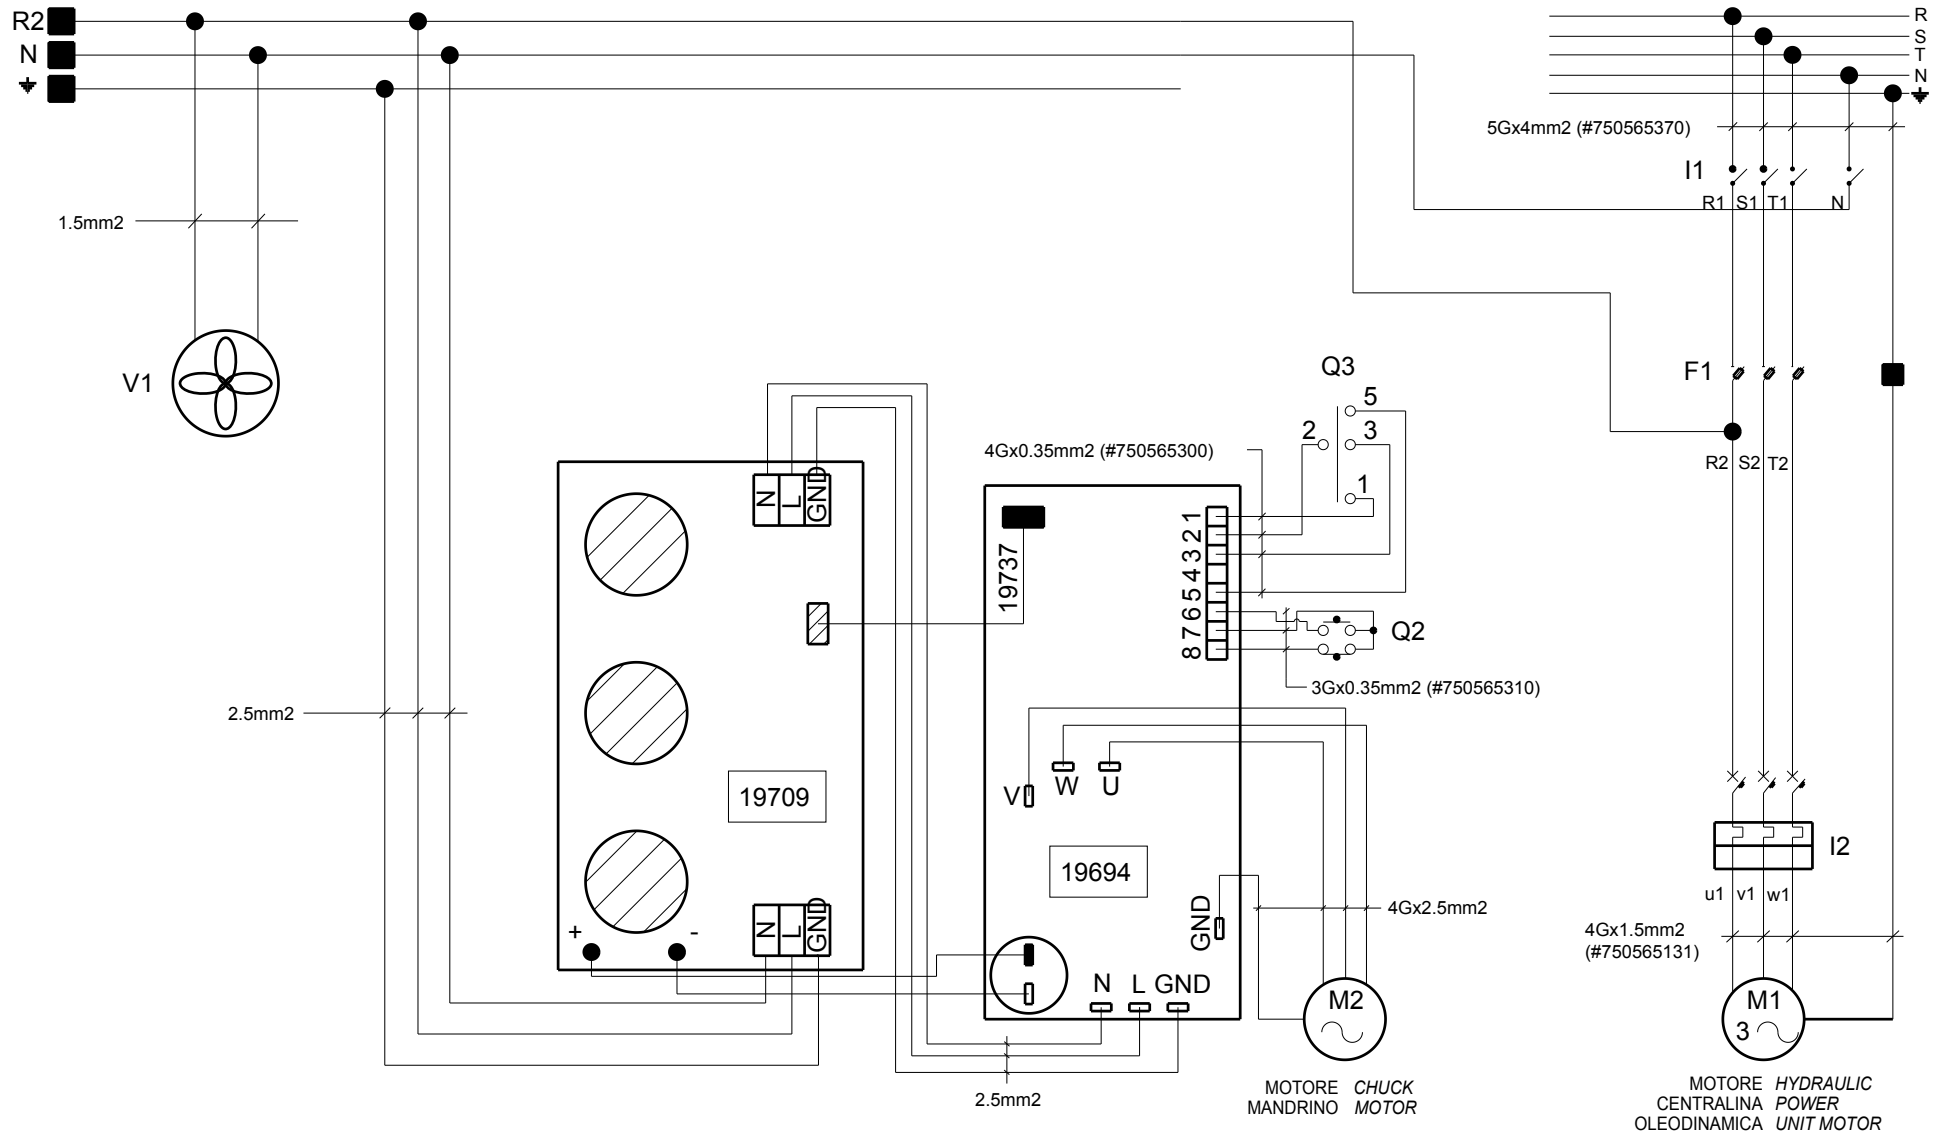 R2
N
R
S
T
N
5Gx4mm2 (#750565370)
I1
R1 S1 T1 N
1.5mm2
V1
F1
R2 S2 T2
Q3
5
2 3
1
4Gx0.35mm2 (#750565300)
N L GND
19737
1 2 3 4 5 6 7 8
Q2
3Gx0.35mm2 (#750565310)
2.5mm2
V W U
19709
19694
I2
u1 v1 w1
GND
4Gx2.5mm2
4Gx1.5mm2
(#750565131)
+ -
N L GND
N L GND
M2
M1
3
2.5mm2
MOTORE CHUCK
MANDRINO MOTOR
MOTORE HYDRAULIC
CENTRALINA POWER
OLEODINAMICA UNIT MOTOR